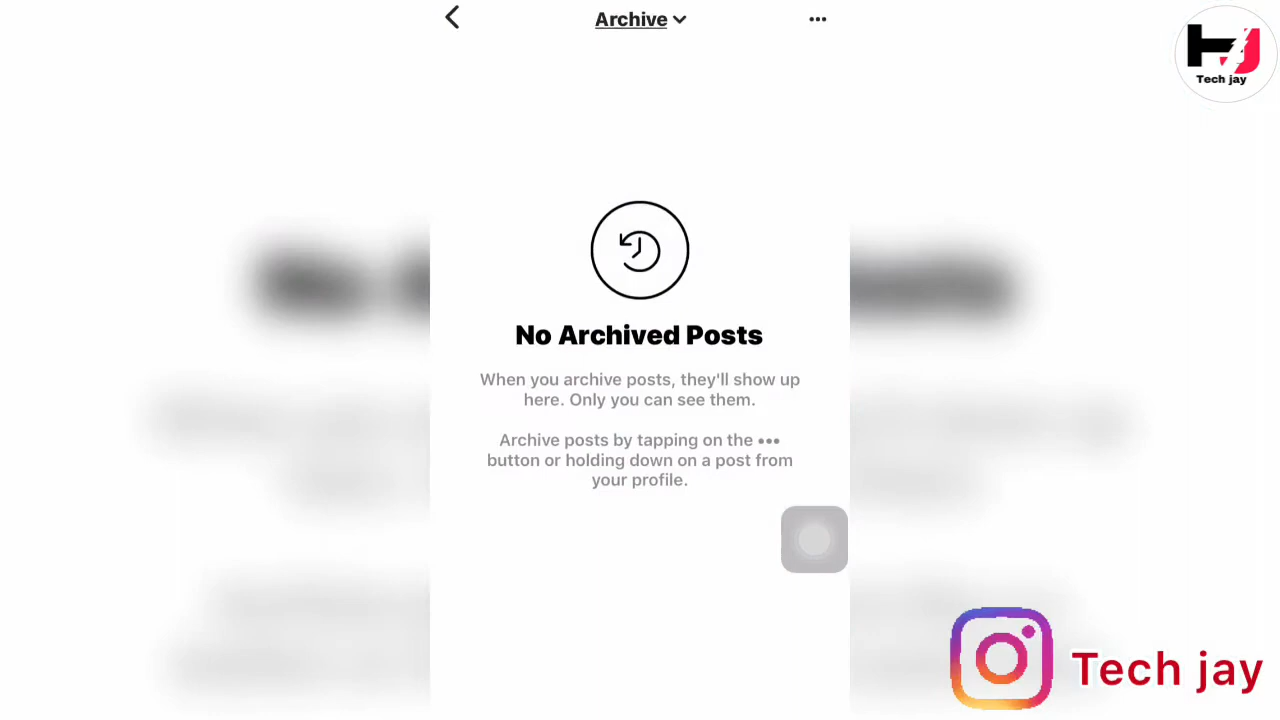 Archive
Tech jay
No Archived Posts
When you archive posts, they'll show up
here. Only you can see them.
Archive posts by tapping on the •••
button or holding down on a post from
your profile.
Tech jay